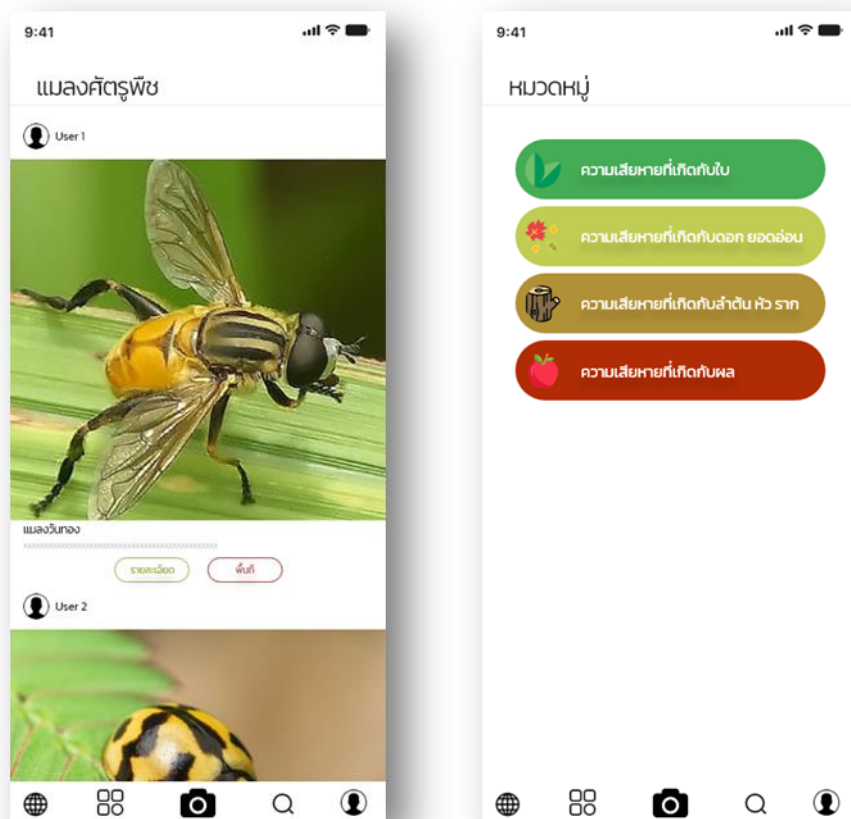 9:41
แมลงศัตรูพืช
User 1
แมลงวันทอง
รายละเอียด
พื้นที่
User 2
9:41
หมวดหมู่
ความเสียหายที่เกิดกับใบ
ความเสียหายที่เกิดกับดอก ยอดอ่อน
ความเสียหายที่เกิดกับลำต้น หัว ราก
ความเสียหายที่เกิดกับผล